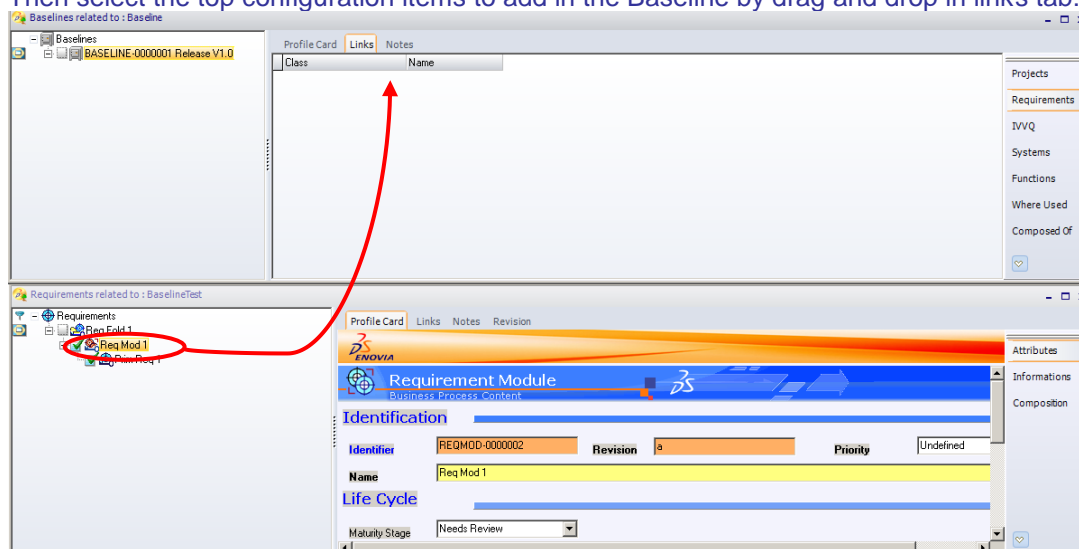 Then select the top configuration items to add in the Baseline by drag and drop in links tab.
Baselines related to : Baseline
Baselines
BASELINE-0000001 Release V1.0
Profile Card Links Notes
Class Name
Projects
Requirements
IVVQ
Systems
Functions
Where Used
Composed Of
Requirements related to : BaselineTest
Requirements
Req Fold 1
Req Mod 1
Profile Card Links Notes Revision
ENOVIA
Requirement Module
Business Process Content
Identification
Identifier REQMOD-0000002 Revision a Priority Undefined
Name Req Mod 1
Life Cycle
Maturity Stage Needs Review
Attributes
Informations
Composition